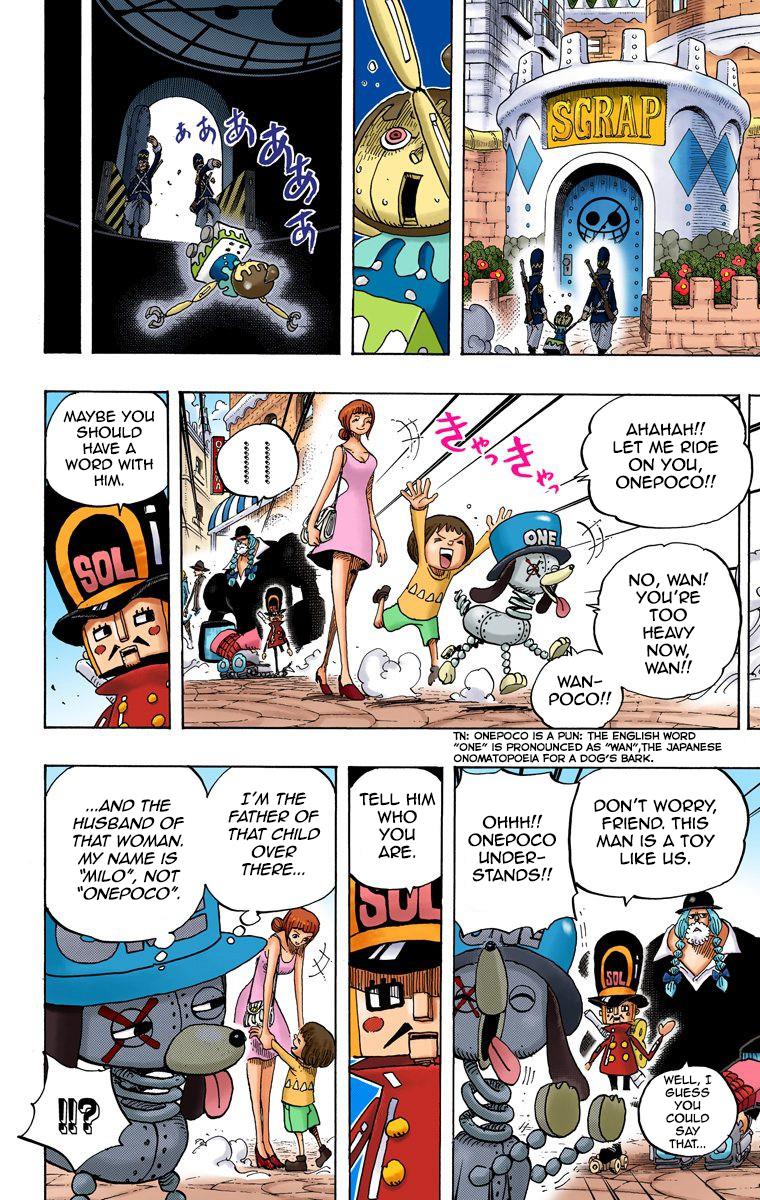 SCRAP
あああああああ
AHAHAH!!
LET ME RIDE
ON YOU,
ONEPOCO!!
きゃっきゃっ
ONE
NO, WAN!
YOU'RE
TOO
HEAVY
NOW,
WAN!!
WAN-
POCO!!
!!!!!
MAYBE YOU
SHOULD
HAVE A
WORD WITH
HIM.
SOL
TN: ONEPOCO IS A PUN: THE ENGLISH WORD
"ONE" IS PRONOUNCED AS "WAN",THE JAPANESE
ONOMATOPOEIA FOR A DOG'S BARK.
DON'T WORRY,
FRIEND. THIS
MAN IS A TOY
LIKE US.
OHHH!!
ONEPOCO
UNDER-
STANDS!!
SOL
WELL, I
GUESS
YOU
COULD
SAY
THAT...
TELL HIM
WHO
YOU
ARE.
SOL
I'M THE
FATHER OF
THAT CHILD
OVER
THERE...
...AND THE
HUSBAND OF
THAT WOMAN.
MY NAME IS
"MILO", NOT
"ONEPOCO".
ONE
!!?